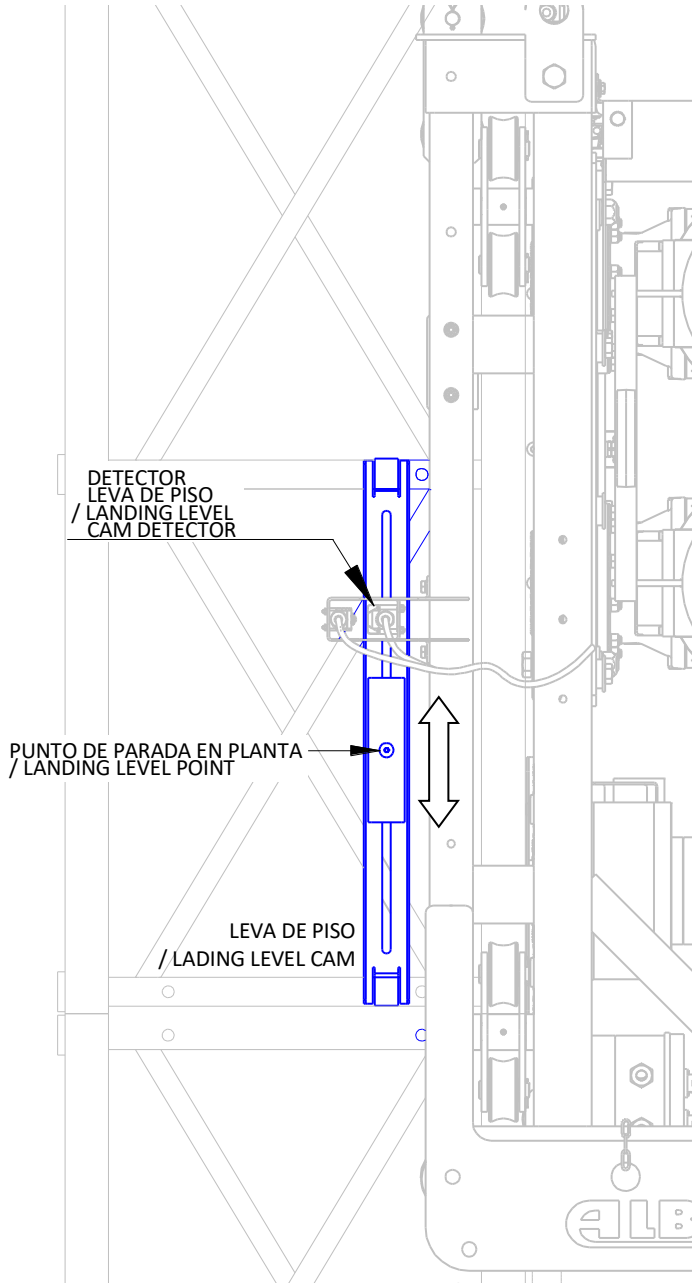 DETECTOR
LEVA DE PISO
/ LANDING LEVEL
CAM DETECTOR
PUNTO DE PARADA EN PLANTA
/ LANDING LEVEL POINT
LEVA DE PISO
/ LADING LEVEL CAM
ALB